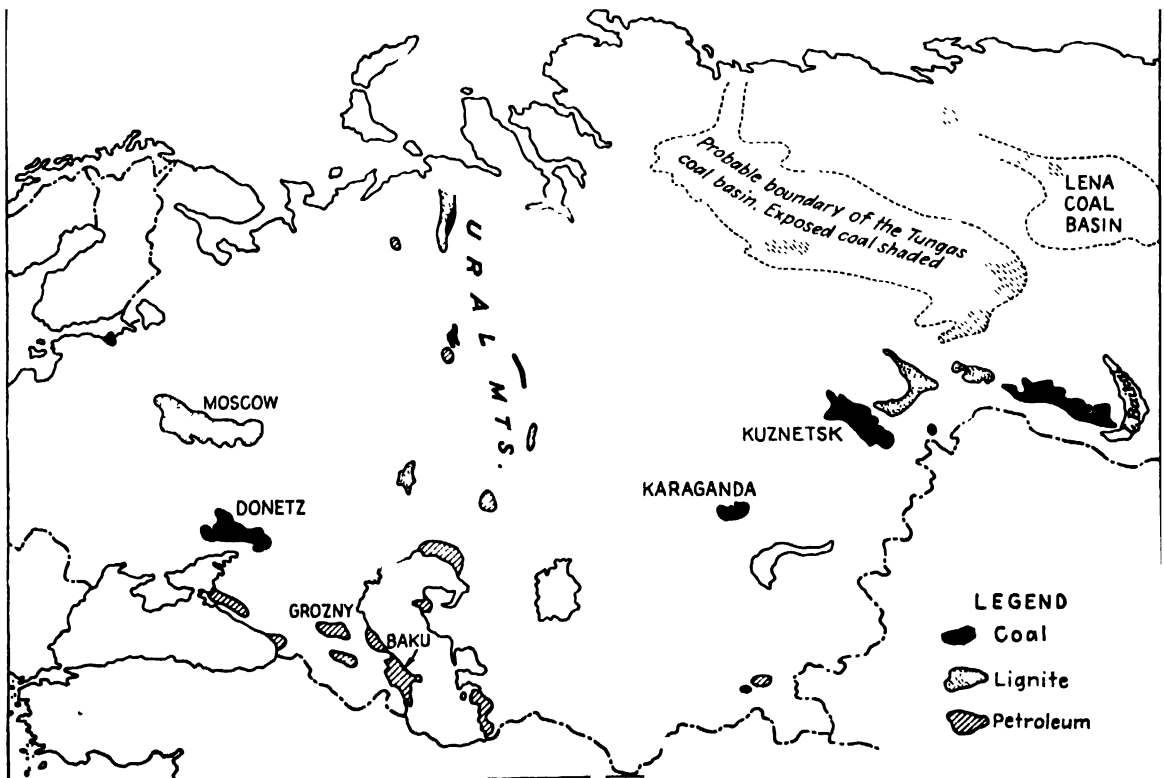 Probable boundary of the Tungas
coal basin. Exposed coal shaded
LENA
COAL
BASIN
URAL MTS.
MOSCOW
KUZNETSK
Baikal
KARAGANDA
DONETZ
GROZNY
BAKU
LEGEND
Coal
Lignite
Petroleum